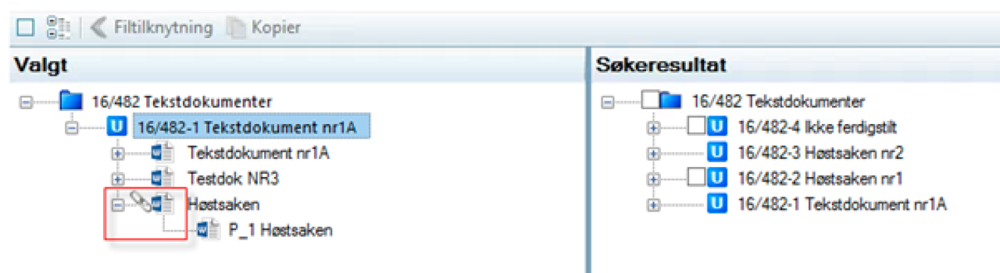 Filtilknytning Kopier
Valgt
16/482 Tekstdokumenter
U 16/482-1 Tekstdokument nr1A
Tekstdokument nr1A
Testdok NR3
Høstsaken
P_1 Høstsaken
Søkeresultat
16/482 Tekstdokumenter
U 16/482-4 Ikke ferdigstilt
U 16/482-3 Høstsaken nr2
U 16/482-2 Høstsaken nr1
U 16/482-1 Tekstdokument nr1A